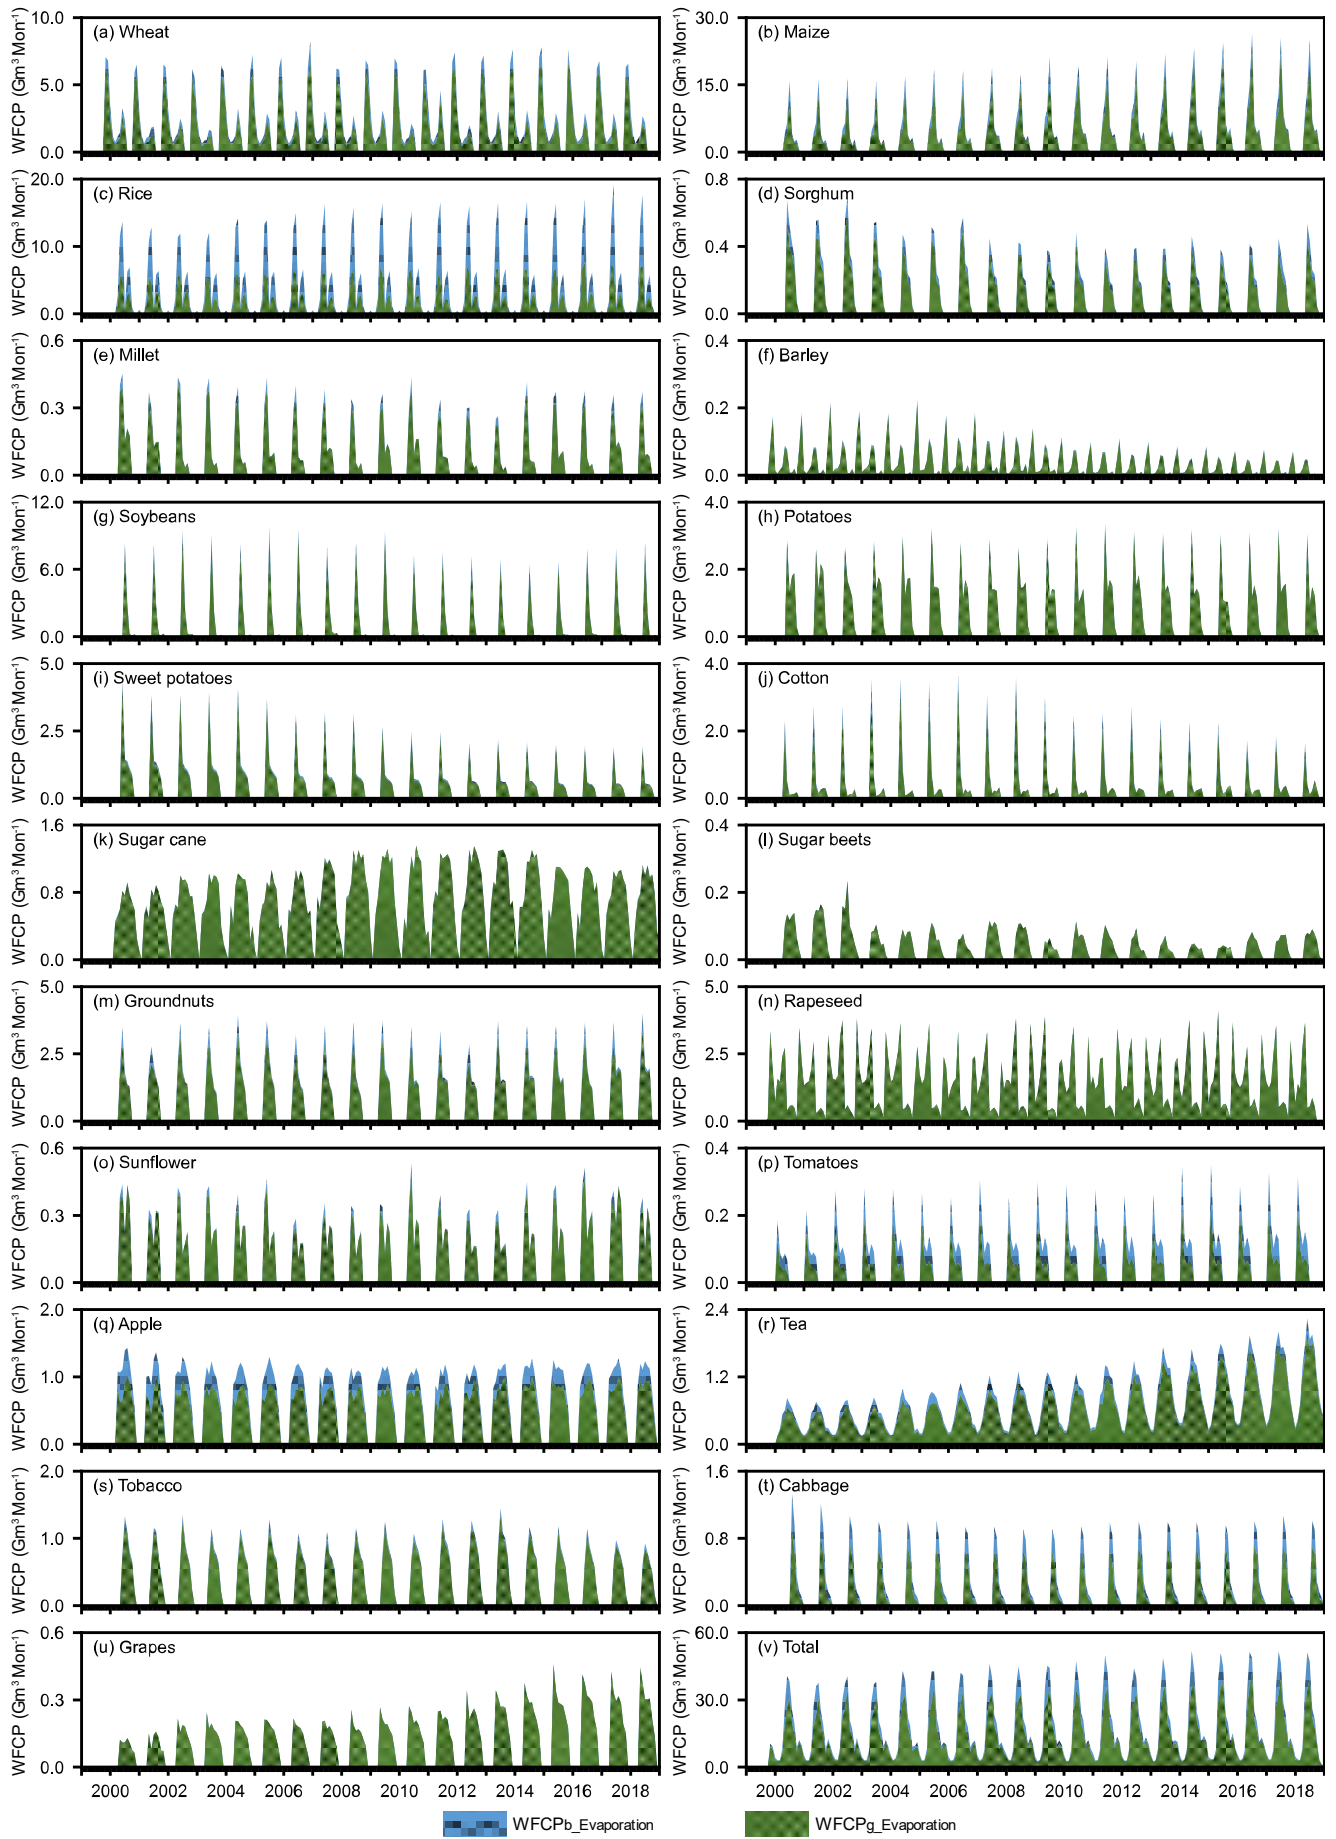 WFCP (Gm³ Mon⁻¹) 10.0 5.0 0.0 (a) Wheat
WFCP (Gm³ Mon⁻¹) 30.0 15.0 0.0 (b) Maize
WFCP (Gm³ Mon⁻¹) 20.0 10.0 0.0 (c) Rice
WFCP (Gm³ Mon⁻¹) 0.8 0.4 0.0 (d) Sorghum
WFCP (Gm³ Mon⁻¹) 0.6 0.3 0.0 (e) Millet
WFCP (Gm³ Mon⁻¹) 0.4 0.2 0.0 (f) Barley
WFCP (Gm³ Mon⁻¹) 12.0 6.0 0.0 (g) Soybeans
WFCP (Gm³ Mon⁻¹) 4.0 2.0 0.0 (h) Potatoes
WFCP (Gm³ Mon⁻¹) 5.0 2.5 0.0 (i) Sweet potatoes
WFCP (Gm³ Mon⁻¹) 4.0 2.0 0.0 (j) Cotton
WFCP (Gm³ Mon⁻¹) 1.6 0.8 0.0 (k) Sugar cane
WFCP (Gm³ Mon⁻¹) 0.4 0.2 0.0 (l) Sugar beets
WFCP (Gm³ Mon⁻¹) 5.0 2.5 0.0 (m) Groundnuts
WFCP (Gm³ Mon⁻¹) 5.0 2.5 0.0 (n) Rapeseed
WFCP (Gm³ Mon⁻¹) 0.6 0.3 0.0 (o) Sunflower
WFCP (Gm³ Mon⁻¹) 0.4 0.2 0.0 (p) Tomatoes
WFCP (Gm³ Mon⁻¹) 2.0 1.0 0.0 (q) Apple
WFCP (Gm³ Mon⁻¹) 2.4 1.2 0.0 (r) Tea
WFCP (Gm³ Mon⁻¹) 2.0 1.0 0.0 (s) Tobacco
WFCP (Gm³ Mon⁻¹) 1.6 0.8 0.0 (t) Cabbage
WFCP (Gm³ Mon⁻¹) 0.6 0.3 0.0 (u) Grapes
WFCP (Gm³ Mon⁻¹) 60.0 30.0 0.0 (v) Total
2000 2002 2004 2006 2008 2010 2012 2014 2016 2018
2000 2002 2004 2006 2008 2010 2012 2014 2016 2018
WFCPb_Evaporation
WFCPg_Evaporation